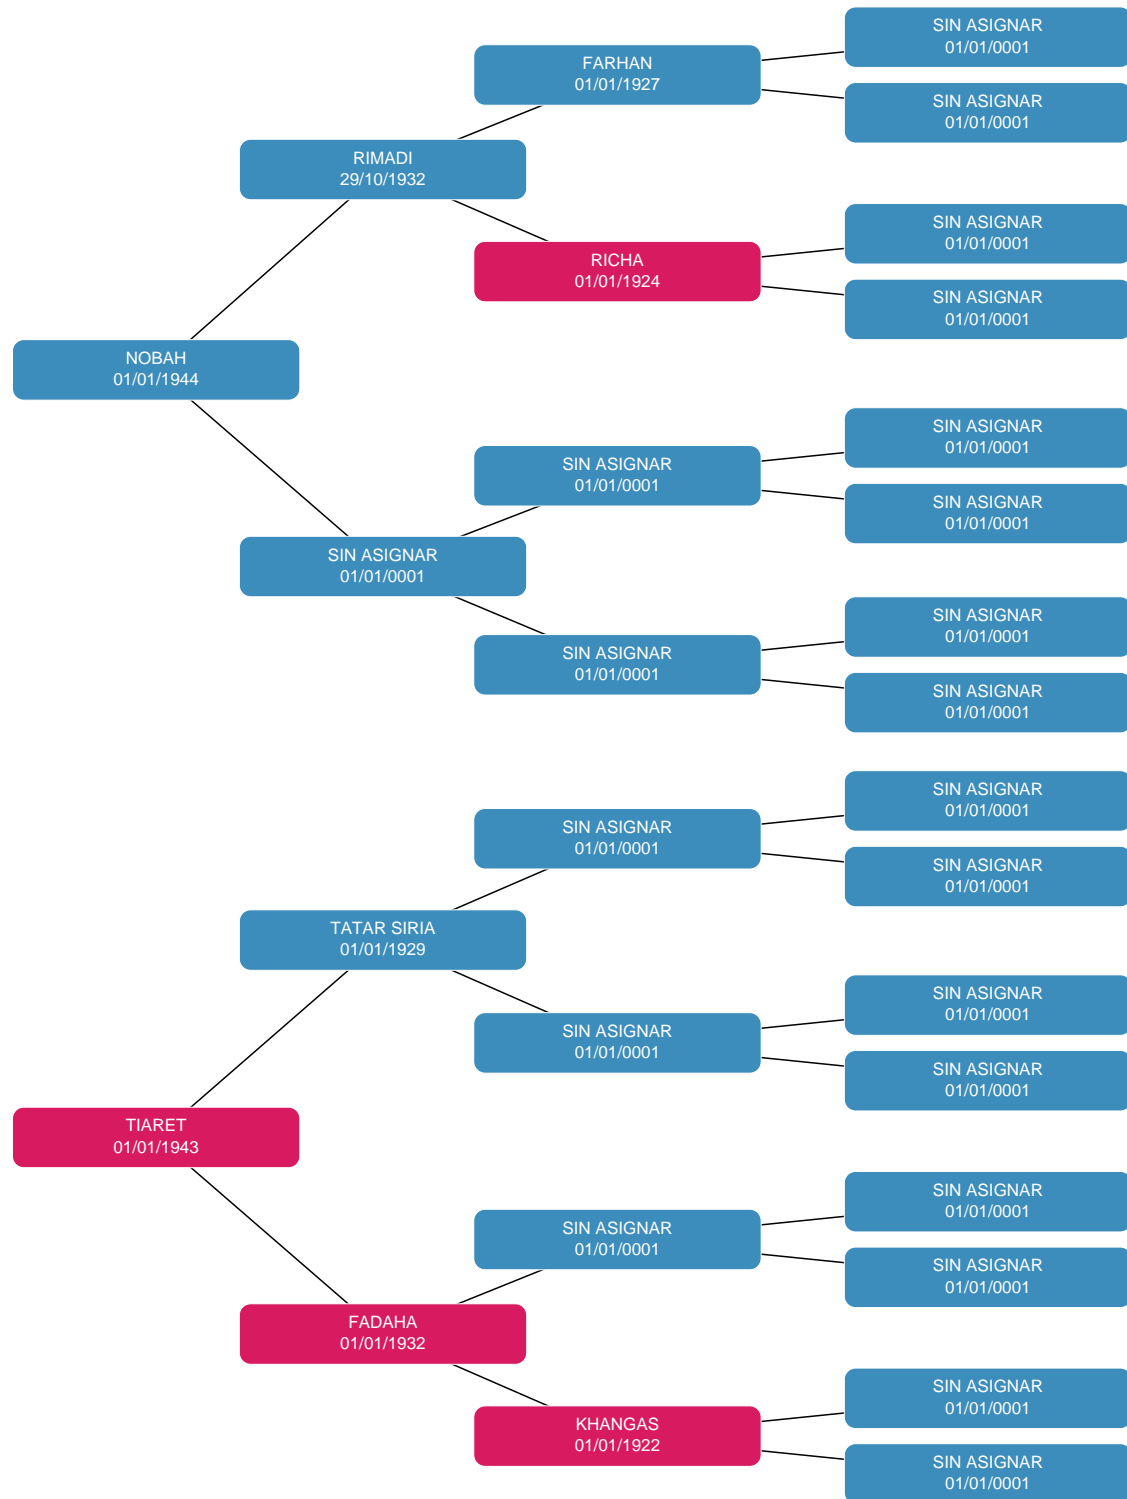 SIN ASIGNAR
01/01/0001
FARHAN
01/01/1927
SIN ASIGNAR
01/01/0001
RIMADI
29/10/1932
SIN ASIGNAR
01/01/0001
RICHA
01/01/1924
SIN ASIGNAR
01/01/0001
NOBAH
01/01/1944
SIN ASIGNAR
01/01/0001
SIN ASIGNAR
01/01/0001
SIN ASIGNAR
01/01/0001
SIN ASIGNAR
01/01/0001
SIN ASIGNAR
01/01/0001
SIN ASIGNAR
01/01/0001
SIN ASIGNAR
01/01/0001
SIN ASIGNAR
01/01/0001
SIN ASIGNAR
01/01/0001
SIN ASIGNAR
01/01/0001
TATAR SIRIA
01/01/1929
SIN ASIGNAR
01/01/0001
SIN ASIGNAR
01/01/0001
SIN ASIGNAR
01/01/0001
TIARET
01/01/1943
SIN ASIGNAR
01/01/0001
SIN ASIGNAR
01/01/0001
SIN ASIGNAR
01/01/0001
FADAHA
01/01/1932
SIN ASIGNAR
01/01/0001
KHANGAS
01/01/1922
SIN ASIGNAR
01/01/0001